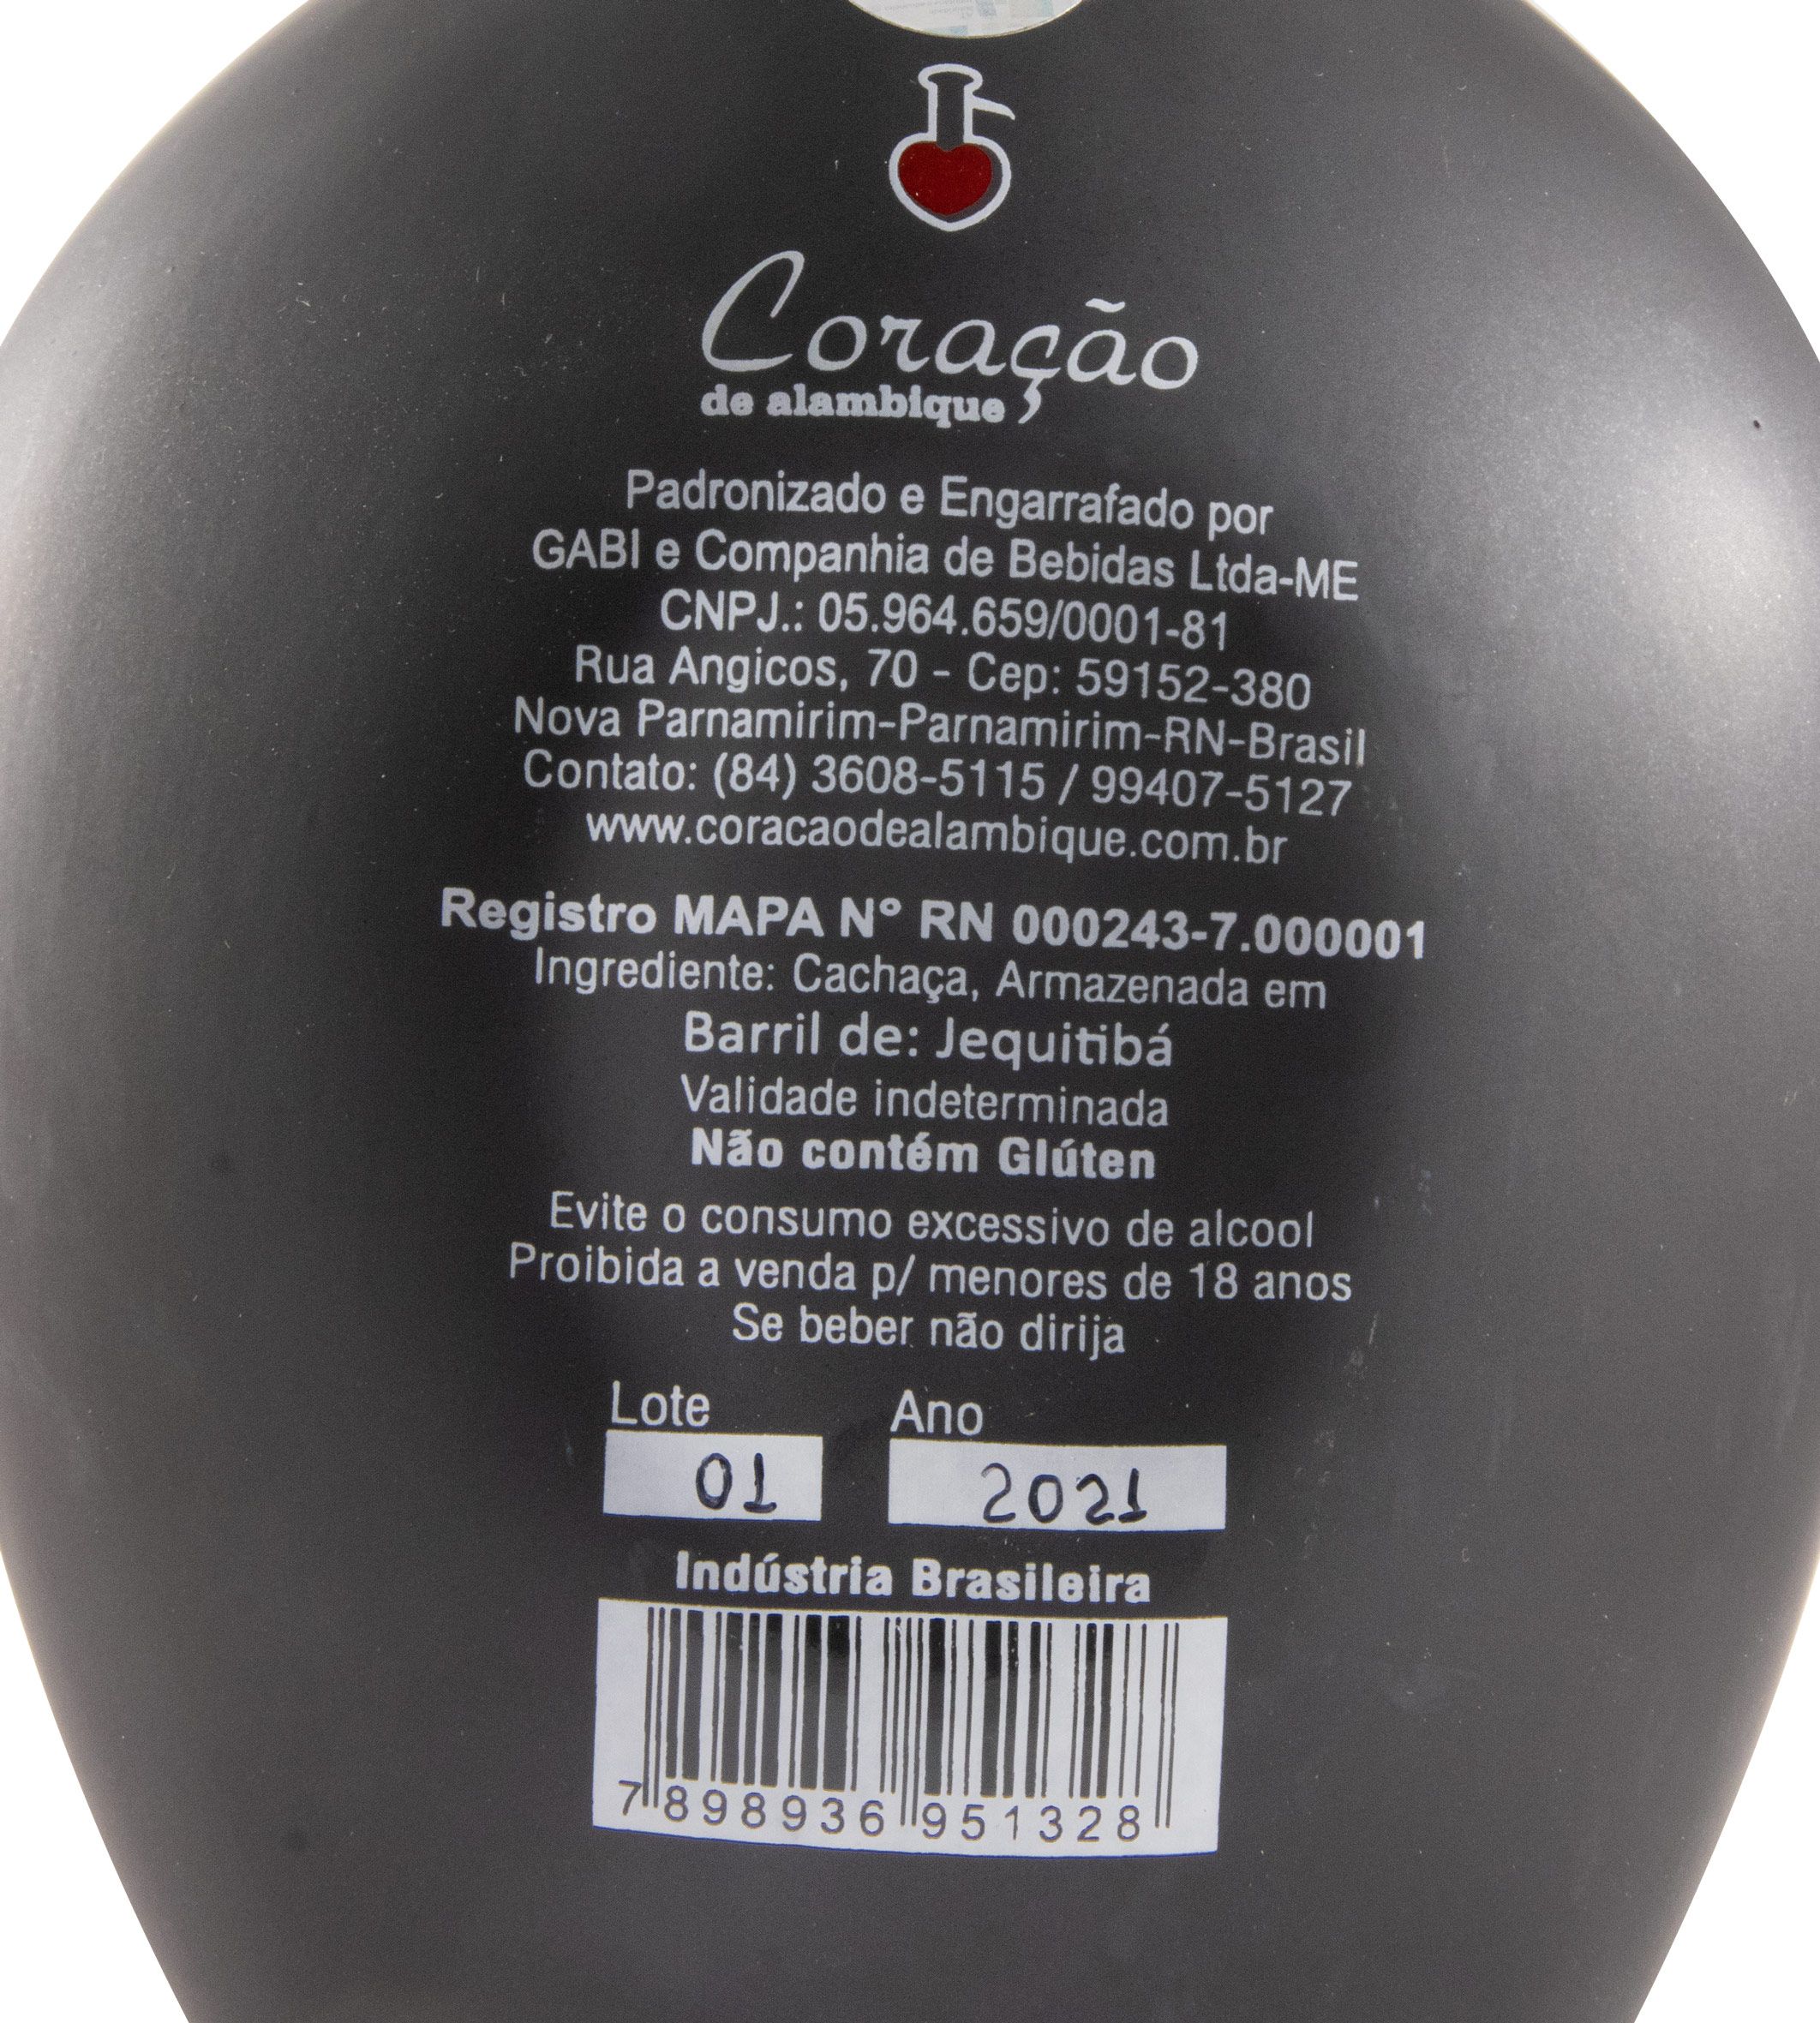 Coração
de alambique
Padronizado e Engarrafado por
GABI e Companhia de Bebidas Ltda-ME
CNPJ.: 05.964.659/0001-81
Rua Angicos, 70 - Cep: 59152-380
Nova Parnamirim-Parnamirim-RN-Brasil
Contato: (84) 3608-5115 / 99407-5127
www.coracaodealambique.com.br
Registro MAPA Nº RN 000243-7.000001
Ingrediente: Cachaça, Armazenada em
Barril de: Jequitibá
Validade indeterminada
Não contém Glúten
Evite o consumo excessivo de alcool
Proibida a venda p/ menores de 18 anos
Se beber não dirija
Lote Ano
01 2021
Indústria Brasileira
7 898936 951328